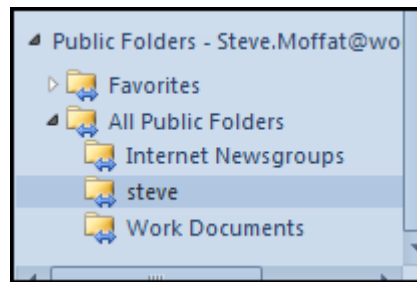 Public Folders - Steve.Moffat@wo
Favorites
All Public Folders
Internet Newsgroups
steve
Work Documents